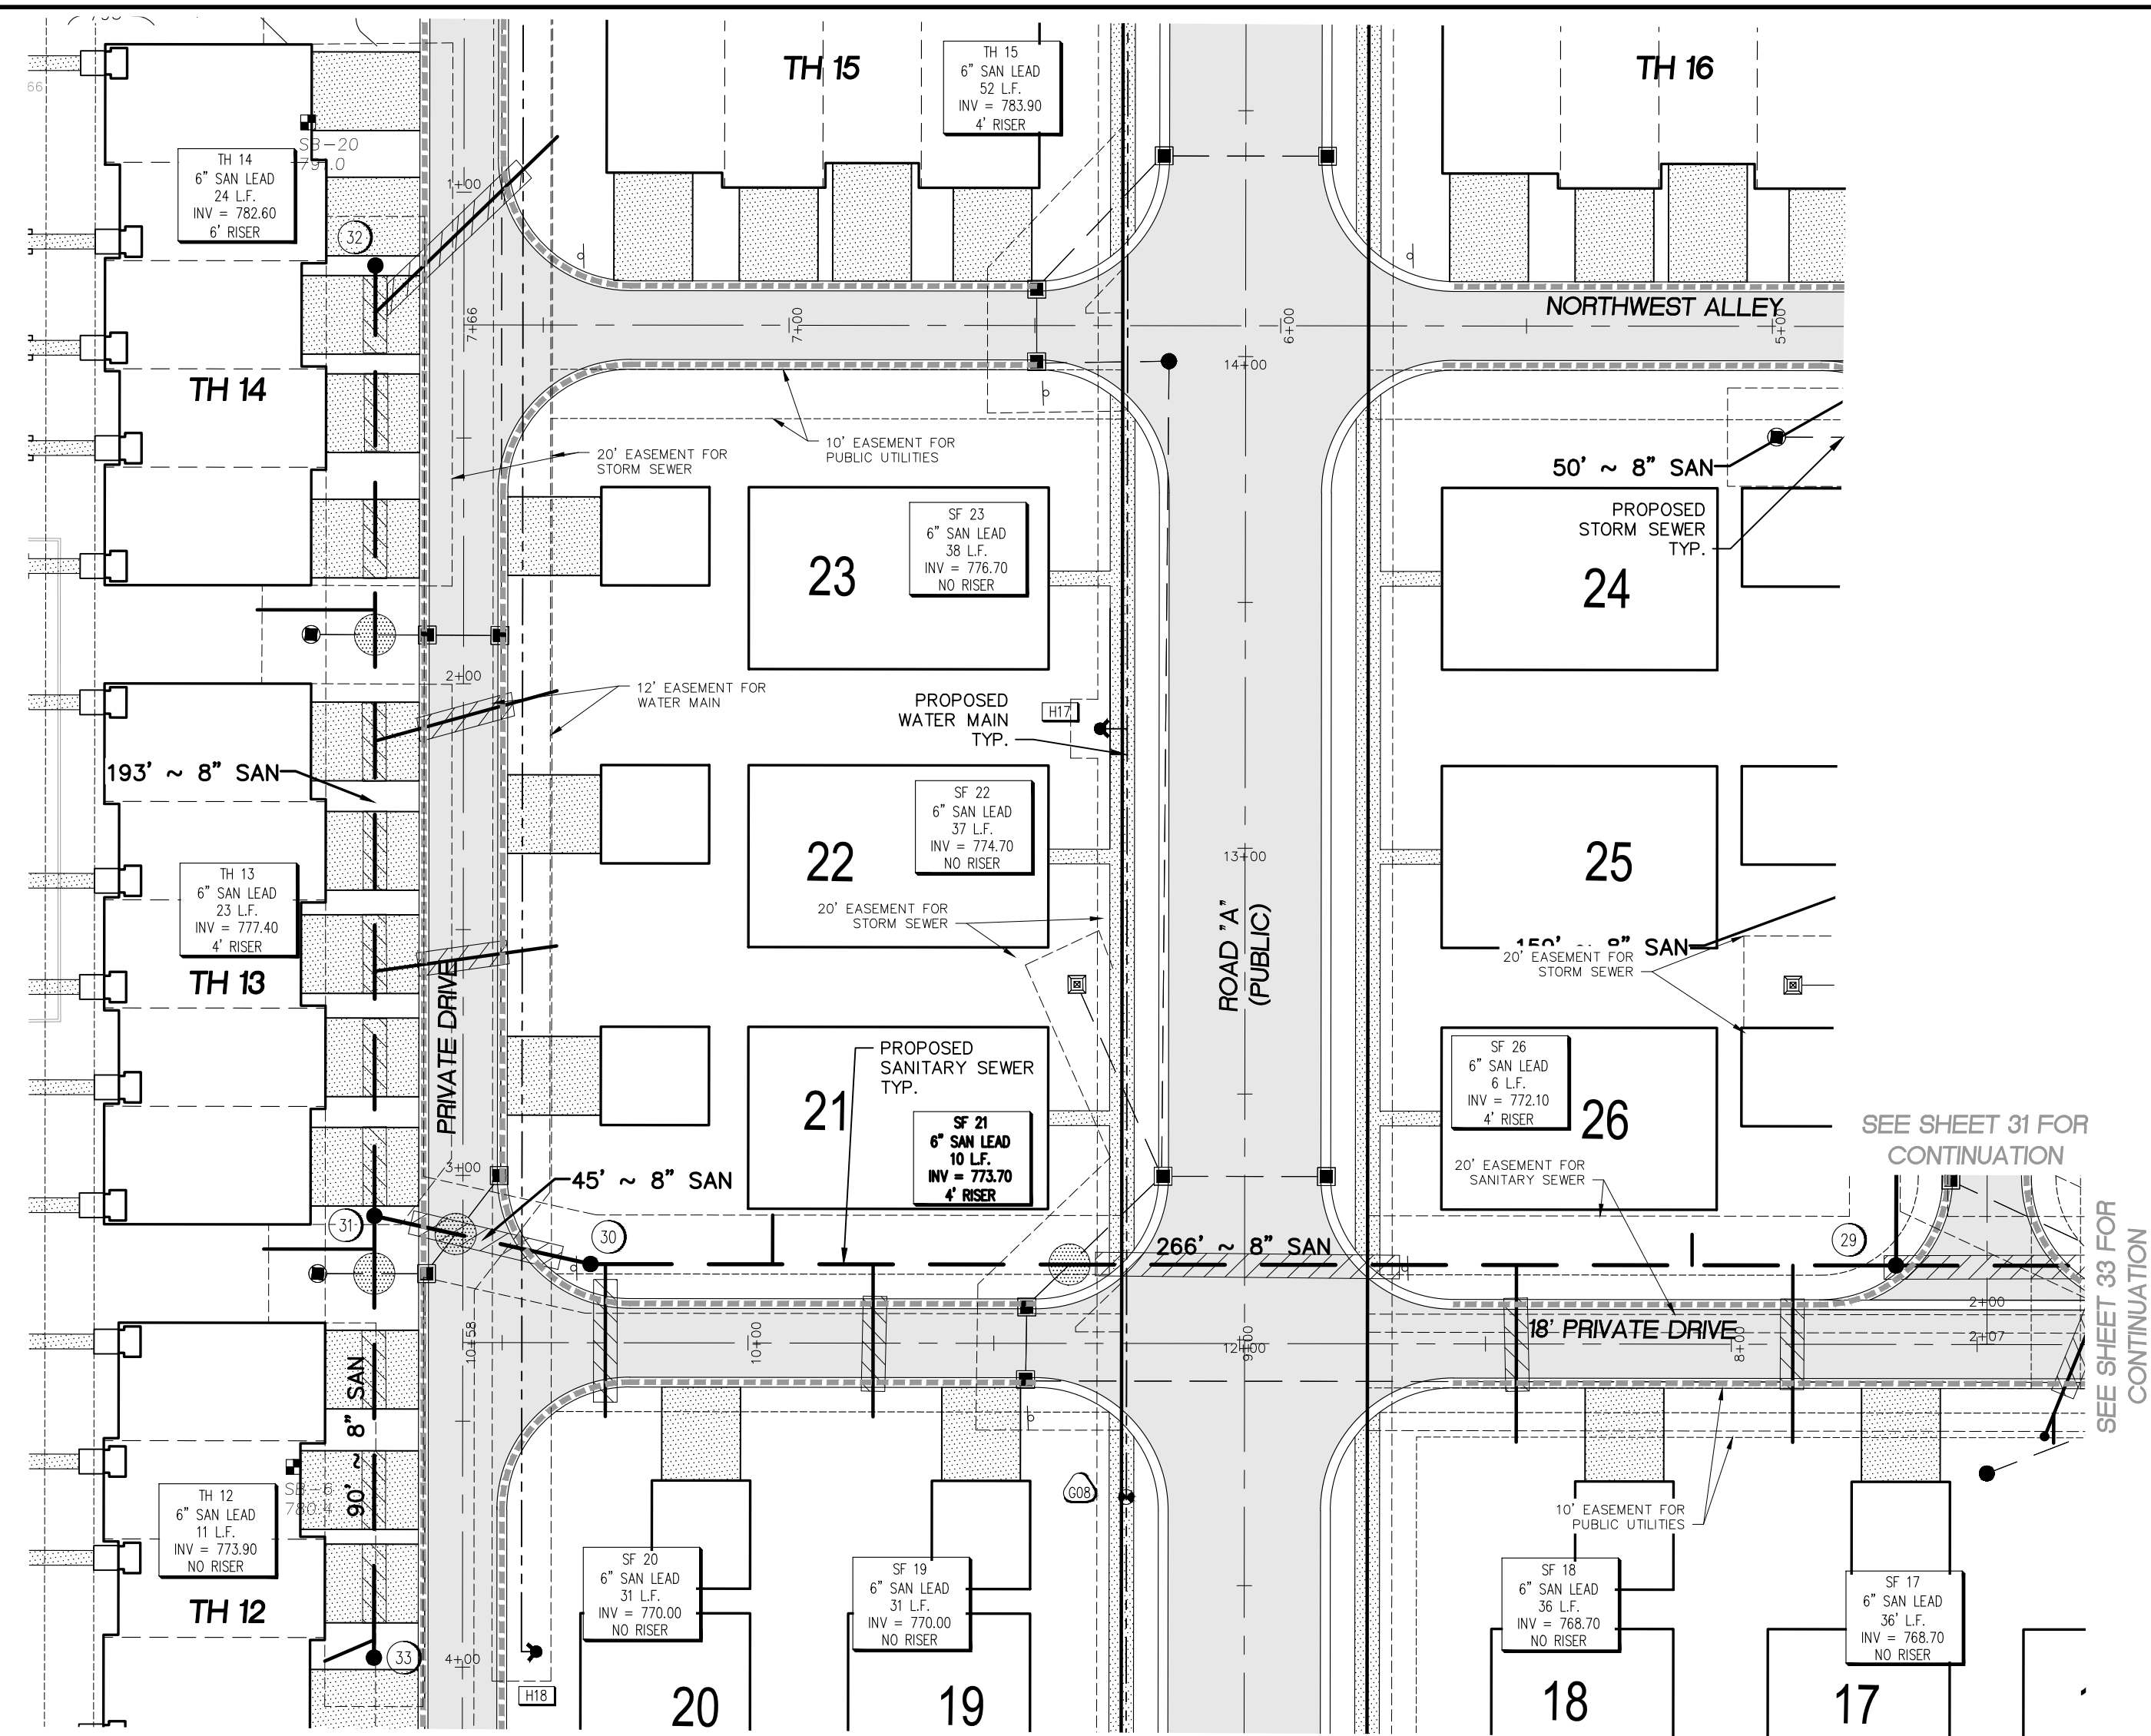 TH 15
TH 15
6" SAN LEAD
52 L.F.
INV = 783.90
4' RISER
TH 16
66
SB-20
TH 14
6" SAN LEAD
24 L.F.
INV = 782.60
6' RISER
1+00
32
7+66
7+00
6+00
5+00
NORTHWEST ALLEY
14+00
TH 14
20' EASEMENT FOR
STORM SEWER
10' EASEMENT FOR
PUBLIC UTILITIES
50' ~ 8" SAN
PROPOSED
STORM SEWER
TYP.
SF 23
6" SAN LEAD
38 L.F.
INV = 776.70
NO RISER
23
24
2+00
12' EASEMENT FOR
WATER MAIN
PROPOSED
WATER MAIN
TYP.
H17
193' ~ 8" SAN
SF 22
6" SAN LEAD
37 L.F.
INV = 774.70
NO RISER
22
13+00
25
TH 13
6" SAN LEAD
23 L.F.
INV = 777.40
4' RISER
20' EASEMENT FOR
STORM SEWER
ROAD "A"
(PUBLIC)
150' ~ 8" SAN
20' EASEMENT FOR
STORM SEWER
TH 13
PRIVATE DRIVE
PROPOSED
SANITARY SEWER
TYP.
21
SF 21
6" SAN LEAD
10 L.F.
INV = 773.70
4' RISER
SF 26
6" SAN LEAD
6 L.F.
INV = 772.10
4' RISER
26
SEE SHEET 31 FOR
CONTINUATION
3+00
45' ~ 8" SAN
20' EASEMENT FOR
SANITARY SEWER
31
30
266' ~ 8" SAN
29
SEE SHEET 33 FOR
CONTINUATION
2+00
18' PRIVATE DRIVE
2+07
10+58
10+00
12+00
9+00
8+00
90' ~ 8" SAN
SB-6
TH 12
6" SAN LEAD
11 L.F.
INV = 773.90
NO RISER
G08
10' EASEMENT FOR
PUBLIC UTILITIES
SF 20
6" SAN LEAD
31 L.F.
INV = 770.00
NO RISER
SF 19
6" SAN LEAD
31 L.F.
INV = 770.00
NO RISER
SF 18
6" SAN LEAD
36 L.F.
INV = 768.70
NO RISER
SF 17
6" SAN LEAD
36' L.F.
INV = 768.70
NO RISER
TH 12
33
4+00
H18
20
19
18
17